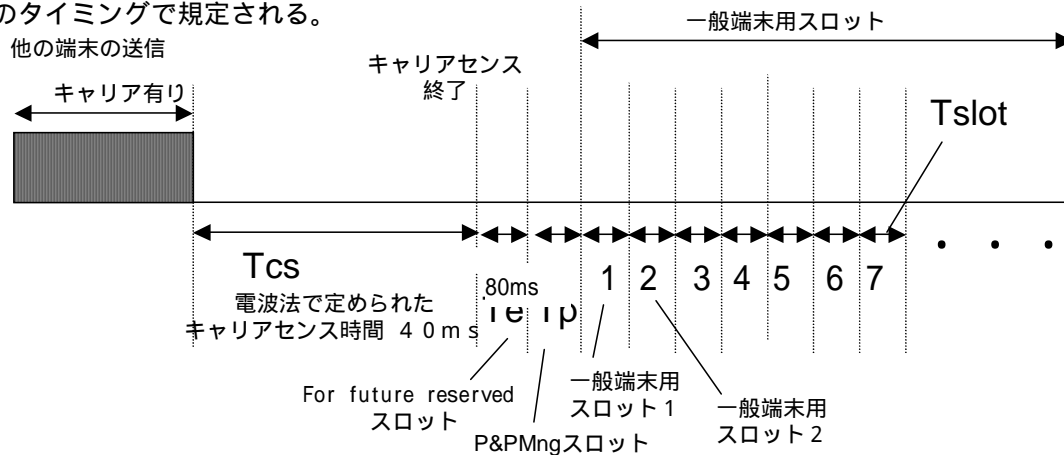 のタイミングで規定される。
他の端末の送信
キャリア有り
キャリアセンス
終了
一般端末用スロット
Tslot
Tcs
電波法で定められた
キャリアセンス時間 ４０ｍｓ
.80ms
Te Tp
1 2 3 4 5 6 7
・ ・ ・
For future reserved
スロット
P&PMngスロット
一般端末用
スロット１
一般端末用
スロット２